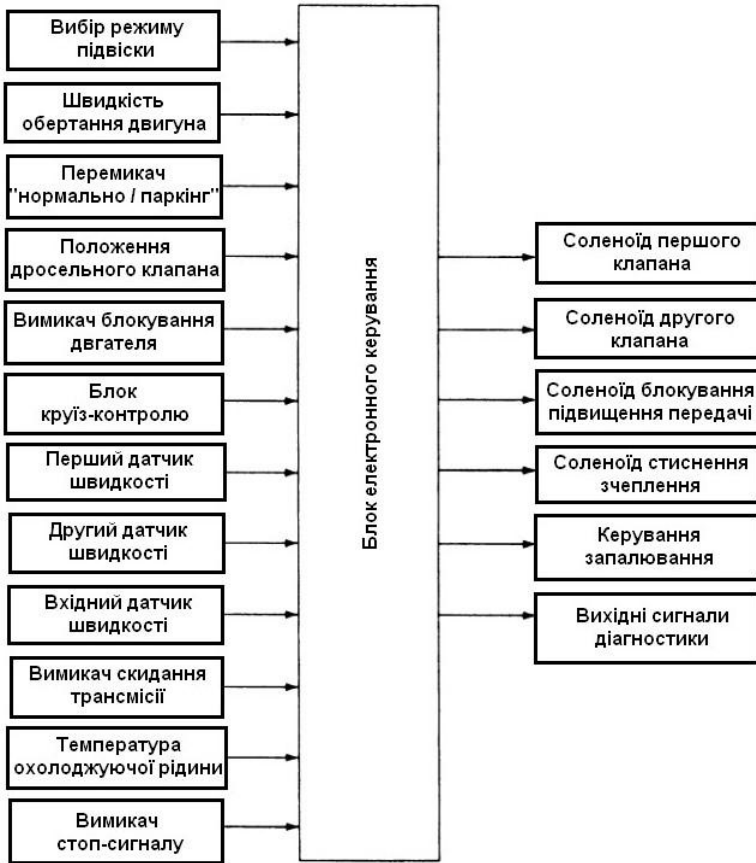 Вибір режиму
підвіски
Швидкість
обертання двигуна
Перемикач
"нормально / паркінг"
Положення
дросельного клапана
Вимикач блокування
двгателя
Блок
круїз-контролю
Перший датчик
швидкості
Другий датчик
швидкості
Вхідний датчик
швидкості
Вимикач скидання
трансмісії
Температура
охолоджуючої рідини
Вимикач
стоп-сигналу
Блок електронного керування
Соленоїд першого
клапана
Соленоїд другого
клапана
Соленоїд блокування
підвищення передачі
Соленоїд стиснення
зчеплення
Керування
запалювання
Вихідні сигнали
діагностики